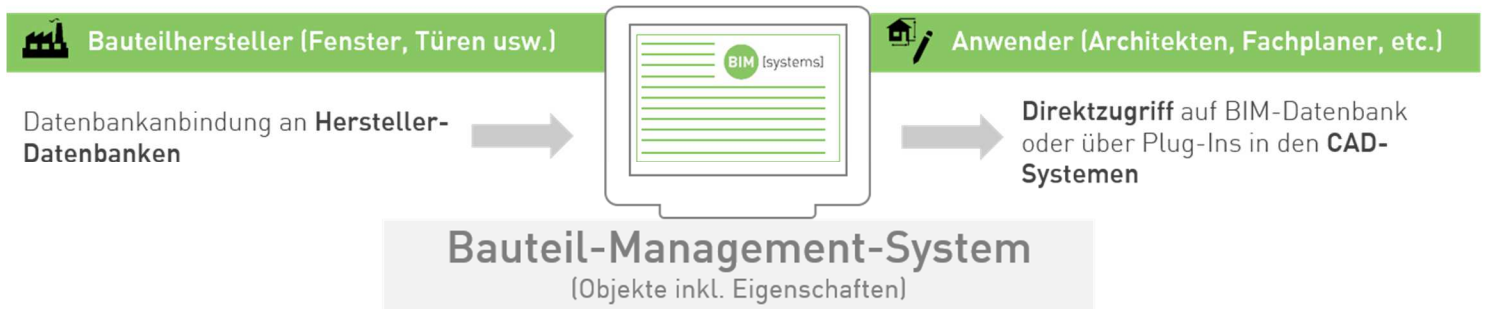 Bauteilhersteller (Fenster, Türen usw.)
Datenbankanbindung an Hersteller-
Datenbanken
BIM [systems]
Anwender (Architekten, Fachplaner, etc.)
Direktzugriff auf BIM-Datenbank
oder über Plug-Ins in den CAD-
Systemen
Bauteil-Management-System
(Objekte inkl. Eigenschaften)